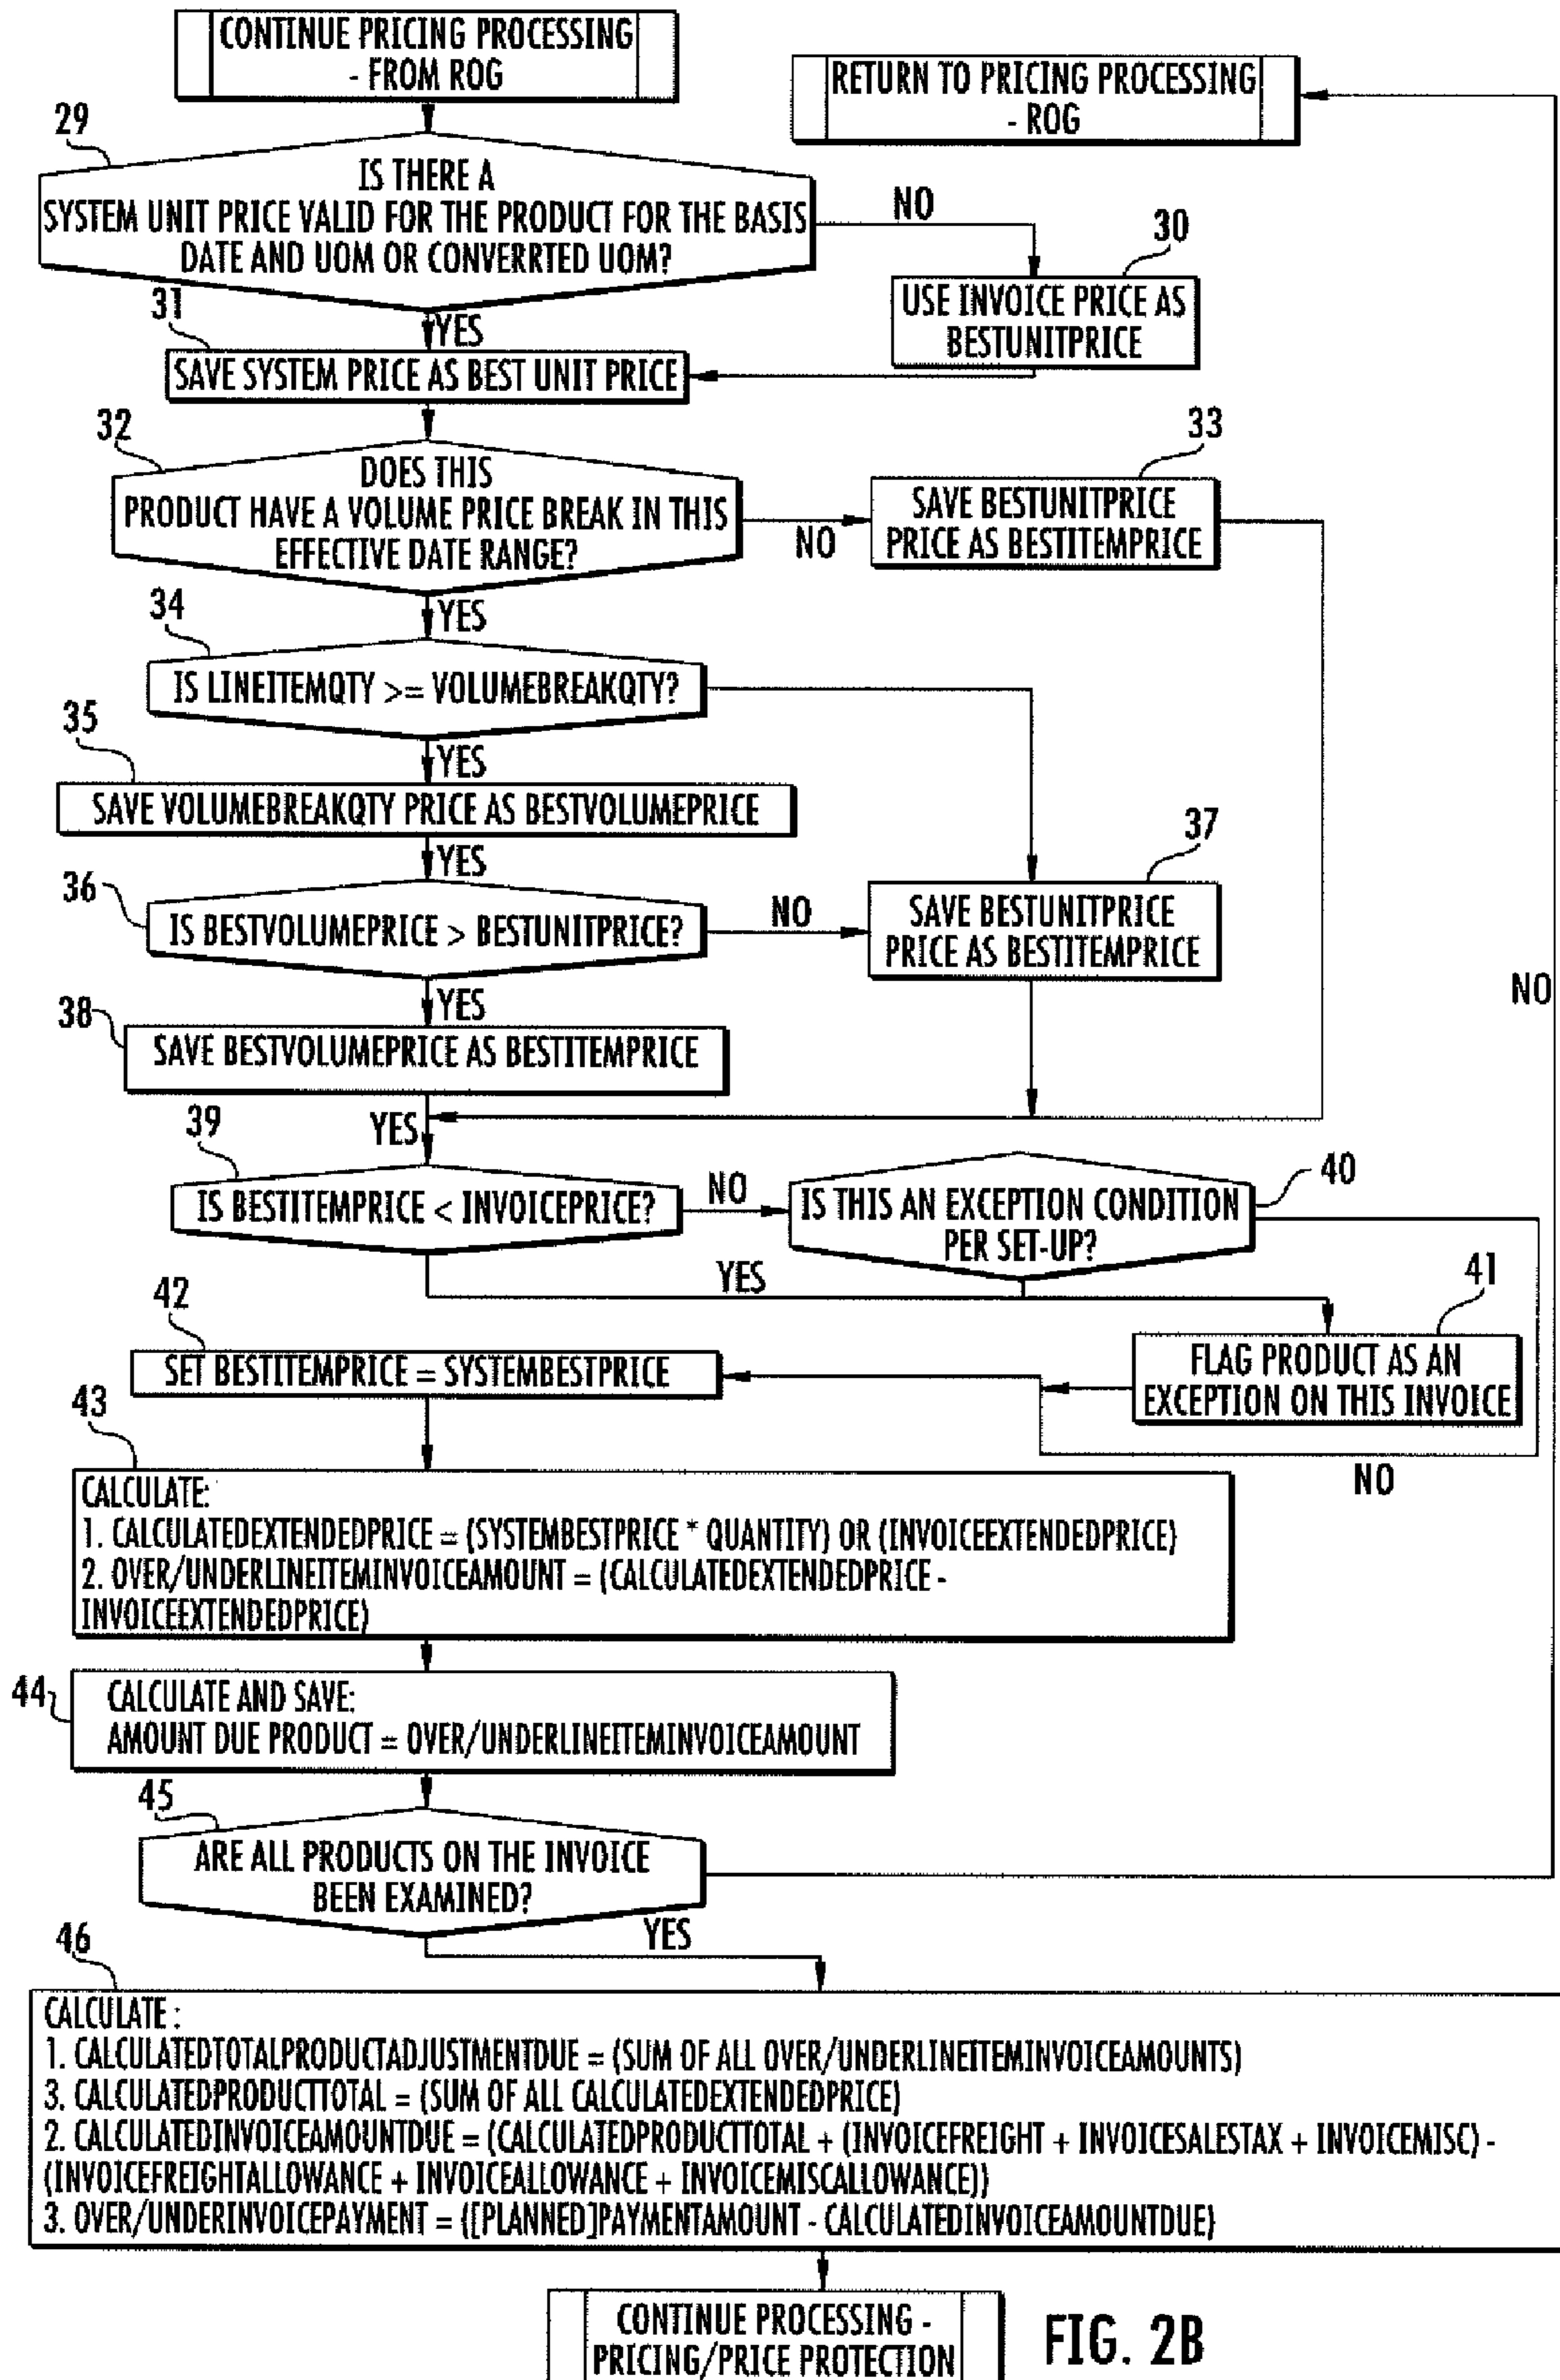 CONTINUE PRICING PROCESSING
- FROM ROG
RETURN TO PRICING PROCESSING
- ROG
29
IS THERE A
SYSTEM UNIT PRICE VALID FOR THE PRODUCT FOR THE BASIS
DATE AND UOM OR CONVERRTED UOM?
NO
30
USE INVOICE PRICE AS
BESTUNITPRICE
31
YES
SAVE SYSTEM PRICE AS BEST UNIT PRICE
32
DOES THIS
PRODUCT HAVE A VOLUME PRICE BREAK IN THIS
EFFECTIVE DATE RANGE?
NO
33
SAVE BESTUNITPRICE
PRICE AS BESTITEMPRICE
YES
34
IS LINEITEMQTY >= VOLUMEBREAKQTY?
YES
35
SAVE VOLUMEBREAKQTY PRICE AS BESTVOLUMEPRICE
YES
36
IS BESTVOLUMEPRICE > BESTUNITPRICE?
NO
37
SAVE BESTUNITPRICE
PRICE AS BESTITEMPRICE
NO
YES
38
SAVE BESTVOLUMEPRICE AS BESTITEMPRICE
YES
39
IS BESTITEMPRICE < INVOICEPRICE?
NO
40
IS THIS AN EXCEPTION CONDITION
PER SET-UP?
YES
41
FLAG PRODUCT AS AN
EXCEPTION ON THIS INVOICE
NO
42
SET BESTITEMPRICE = SYSTEMBESTPRICE
43
CALCULATE:
1. CALCULATEDEXTENDEDPRICE = (SYSTEMBESTPRICE * QUANTITY) OR (INVOICEEXTENDEDPRICE)
2. OVER/UNDERLINEITEMINVOICEAMOUNT = (CALCULATEDEXTENDEDPRICE -
INVOICEEXTENDEDPRICE)
44
CALCULATE AND SAVE:
AMOUNT DUE PRODUCT = OVER/UNDERLINEITEMINVOICEAMOUNT
45
ARE ALL PRODUCTS ON THE INVOICE
BEEN EXAMINED?
YES
46
CALCULATE :
1. CALCULATEDTOTALPRODUCTADJUSTMENTDUE = (SUM OF ALL OVER/UNDERLINEITEMINVOICEAMOUNTS)
3. CALCULATEDPRODUCTTOTAL = (SUM OF ALL CALCULATEDEXTENDEDPRICE)
2. CALCULATEDINVOICEAMOUNTDUE = (CALCULATEDPRODUCTTOTAL + (INVOICEFREIGHT + INVOICESALESTAX + INVOICEMISC) -
(INVOICEFREIGHTALLOWANCE + INVOICEALLOWANCE + INVOICEMISCALLOWANCE))
3. OVER/UNDERINVOICEPAYMENT = ([PLANNED]PAYMENTAMOUNT - CALCULATEDINVOICEAMOUNTDUE)
CONTINUE PROCESSING -
PRICING/PRICE PROTECTION
FIG. 2B